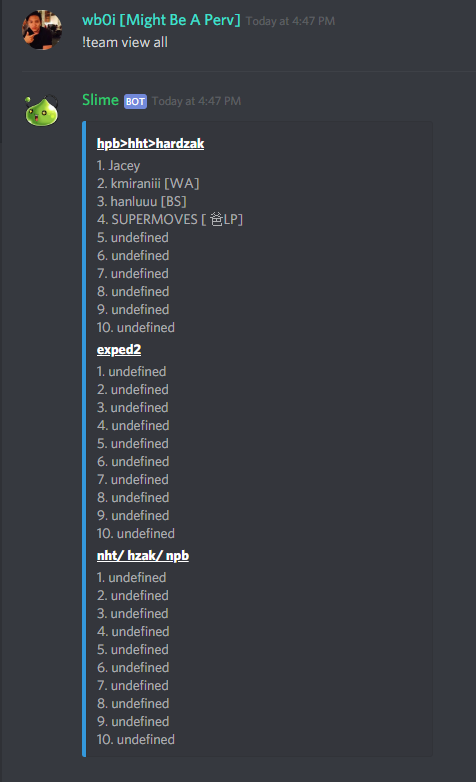 wb0i [Might Be A Perv] Today at 4:47 PM
!team view all
Slime BOT Today at 4:47 PM
hpb>hht>hardzak
1. Jacey
2. kmiraniii [WA]
3. hanluuu [BS]
4. SUPERMOVES [ 爸LP]
5. undefined
6. undefined
7. undefined
8. undefined
9. undefined
10. undefined
exped2
1. undefined
2. undefined
3. undefined
4. undefined
5. undefined
6. undefined
7. undefined
8. undefined
9. undefined
10. undefined
nht/ hzak/ npb
1. undefined
2. undefined
3. undefined
4. undefined
5. undefined
6. undefined
7. undefined
8. undefined
9. undefined
10. undefined